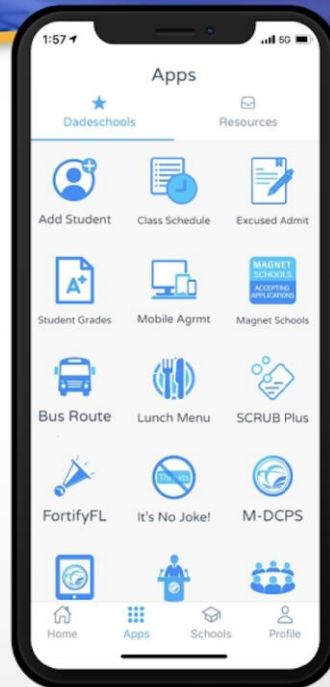 1:57
5G
Apps
Dadeschools
Resources
Add Student
Class Schedule
Excused Admit
A+
MAGNET
SCHOOLS
ACCEPTING
APPLICATIONS
Student Grades
Mobile Agrmt
Magnet Schools
Bus Route
Lunch Menu
SCRUB Plus
Threats
FortifyFL
It's No Joke!
M-DCPS
Home
Apps
Schools
Profile